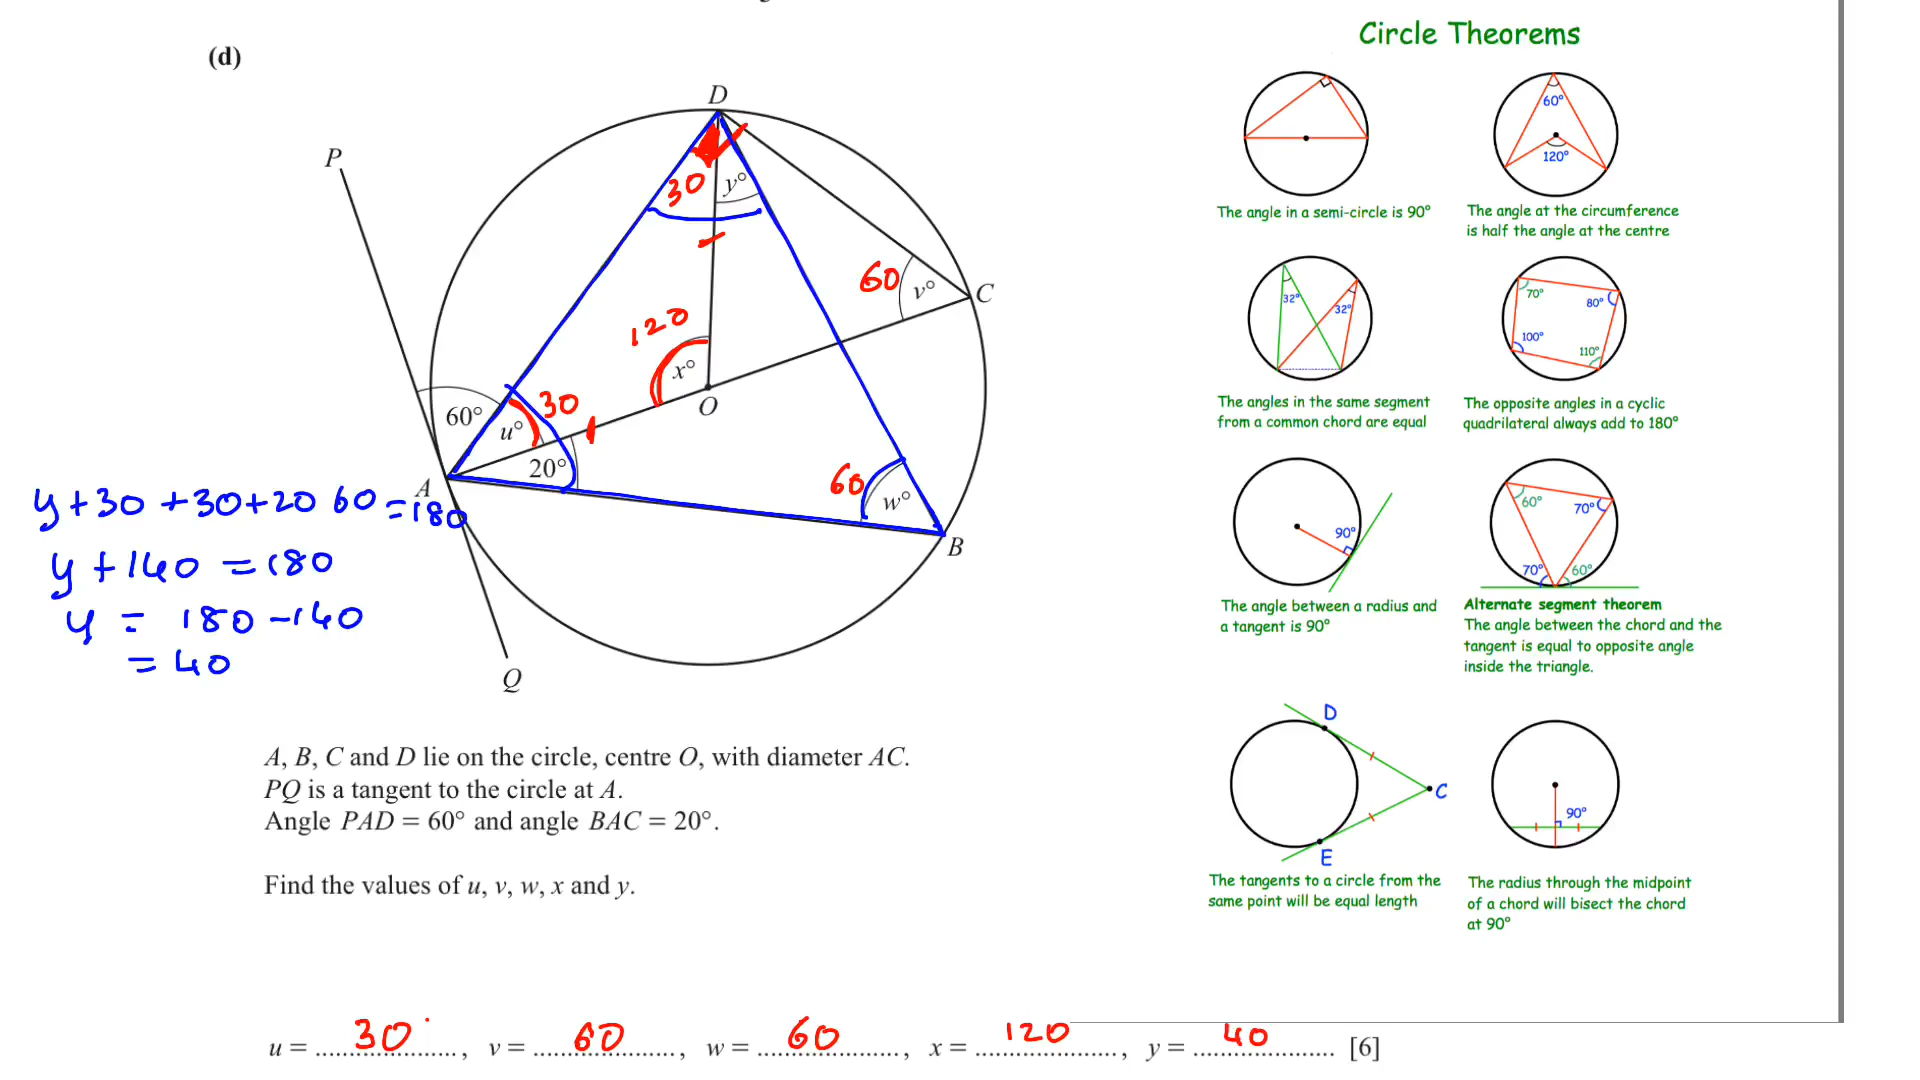 (d)
D
P
30
y°
60
v°
C
120
x°
O
60°
u°
30
20°
A
60
w°
B
Q
y+30 +30+20 60 =180
y + 140 = 180
y = 180 -140
= 40
A, B, C and D lie on the circle, centre O, with diameter AC.
PQ is a tangent to the circle at A.
Angle PAD = 60° and angle BAC = 20°.
Find the values of u, v, w, x and y.
u = 30, v = 60, w = 60, x = 120, y = 40 [6]
Circle Theorems
The angle in a semi-circle is 90°
60°
120°
The angle at the circumference
is half the angle at the centre
32°
32°
The angles in the same segment
from a common chord are equal
70°
80°
100°
110°
The opposite angles in a cyclic
quadrilateral always add to 180°
90°
The angle between a radius and
a tangent is 90°
60°
70°
70°
60°
Alternate segment theorem
The angle between the chord and the
tangent is equal to opposite angle
inside the triangle.
D
C
E
The tangents to a circle from the
same point will be equal length
90°
The radius through the midpoint
of a chord will bisect the chord
at 90°